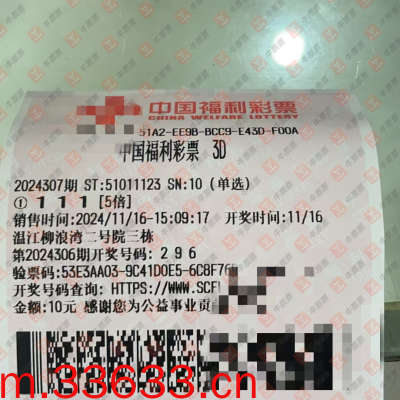 中国福利彩票
CHINA WELFARE LOTTERY
51A2-EE9B-BCC9-E43D-F00A
中国福利彩票 3D
2024307期 ST:51011123 SN:10 (单选)
① 1 1 1 [5倍]
销售时间:2024/11/16-15:09:17 开奖时间:11/16
温江柳浪湾二号院三栋
第2024306期开奖号码: 2 9 6
验票码:53E3AA03-9C41D0E5-6C8F76
开奖号码查询: HTTPS://WWW.SCF
金额:10元 感谢您为公益事业贡
m.33633.cn